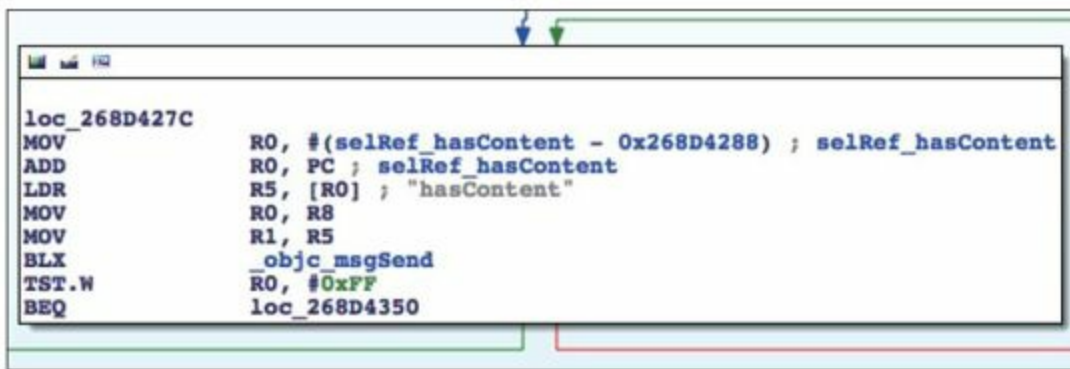 loc_268D427C
MOV R0, #(selRef_hasContent - 0x268D4288) ; selRef_hasContent
ADD R0, PC ; selRef_hasContent
LDR R5, [R0] ; "hasContent"
MOV R0, R8
MOV R1, R5
BLX _objc_msgSend
TST.W R0, #0xFF
BEQ loc_268D4350